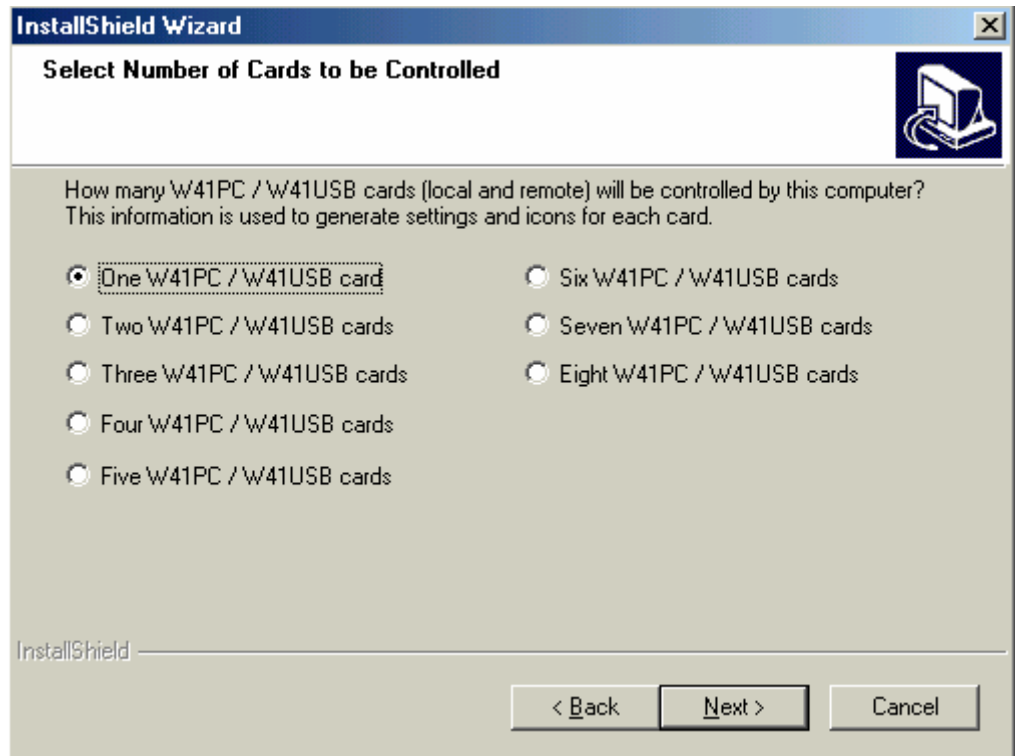 InstallShield Wizard
Select Number of Cards to be Controlled
How many W41PC / W41USB cards (local and remote) will be controlled by this computer?
This information is used to generate settings and icons for each card.
One W41PC / W41USB card
Two W41PC / W41USB cards
Three W41PC / W41USB cards
Four W41PC / W41USB cards
Five W41PC / W41USB cards
Six W41PC / W41USB cards
Seven W41PC / W41USB cards
Eight W41PC / W41USB cards
InstallShield
< Back
Next >
Cancel